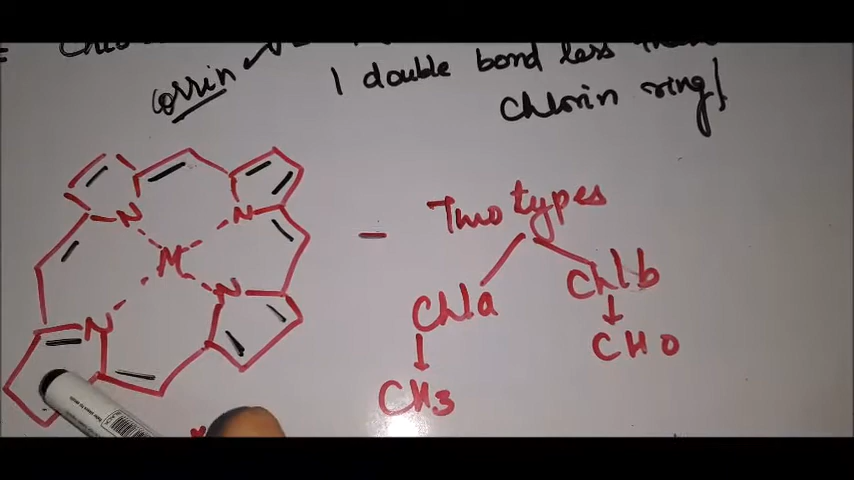 corrin
1 double bond less than
Chlorin ring
N
N
M
N
N
- Two types
Chl a
Chl b
CH3
CHO